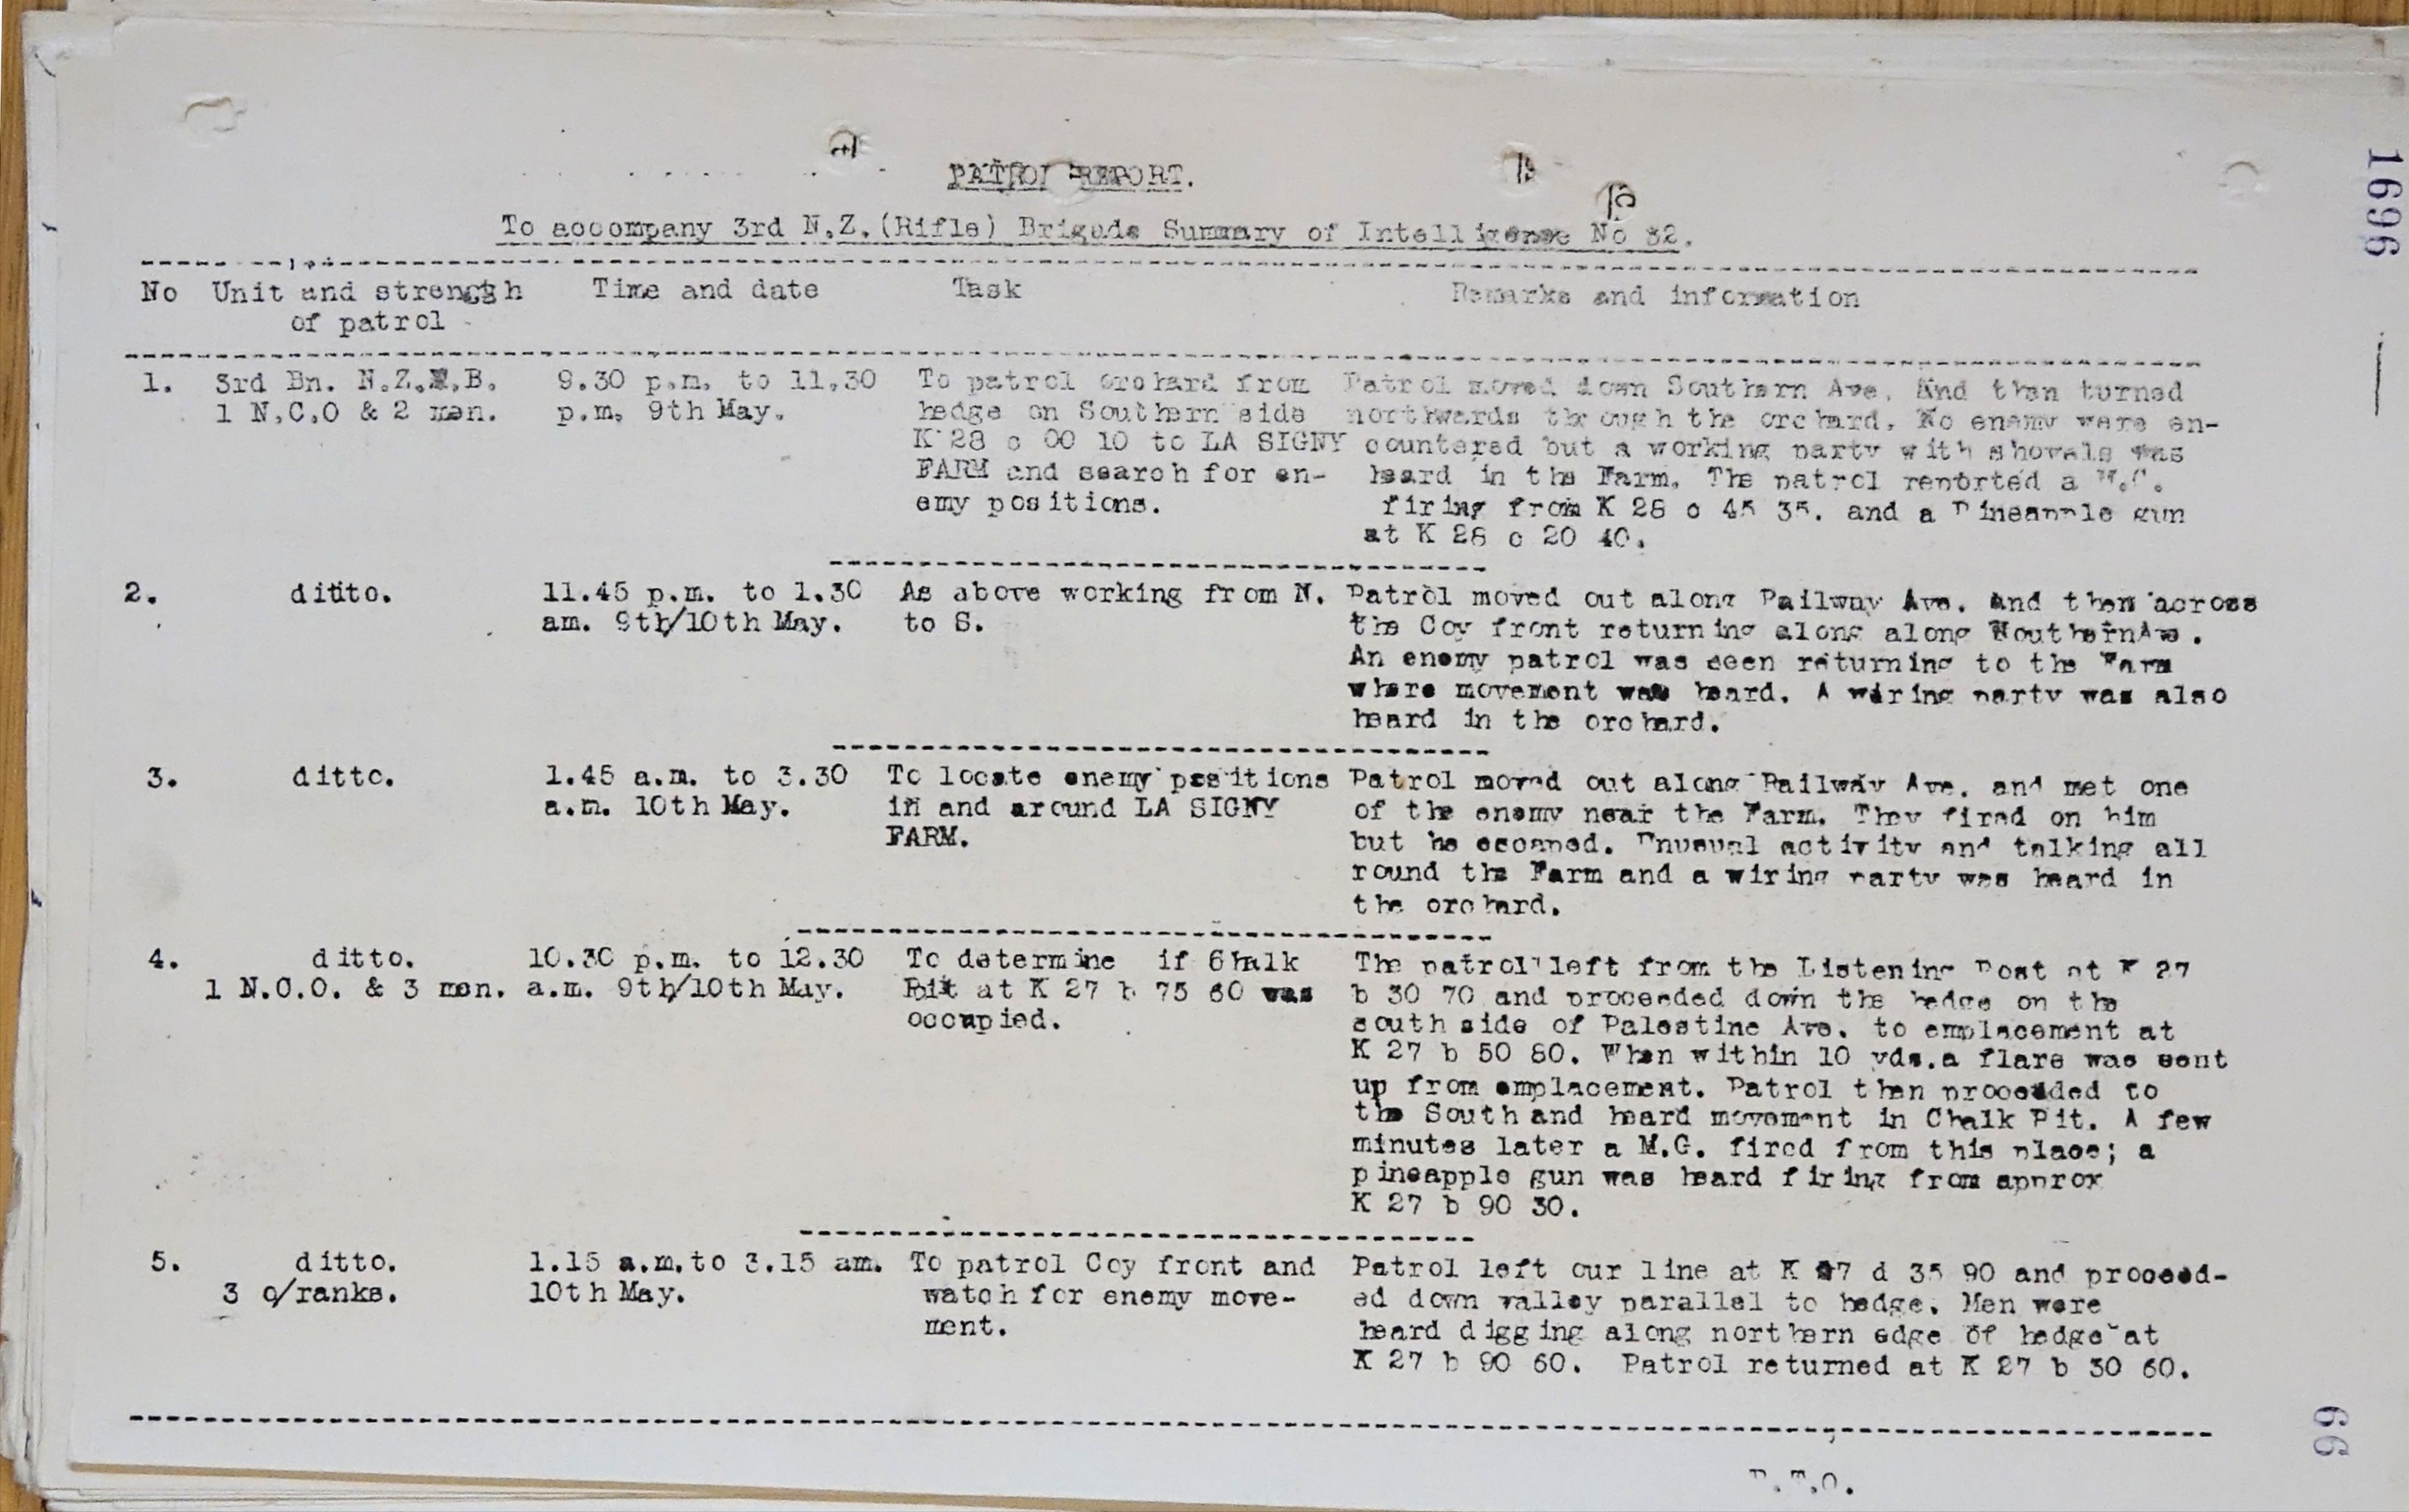 PATROL REPORT.
To accompany 3rd N.Z.(Rifle) Brigade Summary of Intelligence No 32.
No Unit and strength of patrol Time and date Task Remarks and information
1. 3rd Bn. N.Z.R.B.
1 N.C.O & 2 men.
9.30 p.m. to 11.30
p.m. 9th May.
To patrol orchard from
hedge on Southern side
K 28 c 00 10 to LA SIGNY
FARM and search for en-
emy positions.
Patrol moved down Southern Ave. And then turned
northwards through the orchard. No enemy were en-
countered but a working party with shovels was
heard in the Farm. The patrol reported a M.G.
firing from K 28 c 45 35. and a Pineapple gun
at K 28 c 20 40.
2. ditto.
11.45 p.m. to 1.30
am. 9th/10th May.
As above working from N.
to S.
Patrol moved out along Railway Ave. And then across
the Coy front returning along along Southern Ave.
An enemy patrol was seen returning to the Farm
where movement was heard. A wiring party was also
heard in the orchard.
3. ditto.
1.45 a.m. to 3.30
a.m. 10th May.
To locate enemy positions
in and around LA SIGNY
FARM.
Patrol moved out along Railway Ave. and met one
of the enemy near the Farm. They fired on him
but he escaped. Unusual activity and talking all
round the Farm and a wiring party was heard in
the orchard.
4. ditto.
1 N.C.O. & 3 men.
10.30 p.m. to 12.30
a.m. 9th/10th May.
To determine if Chalk
Pit at K 27 b 75 60 was
occupied.
The patrol left from the Listening Post at K 27
b 30 70 and proceeded down the hedge on the
south side of Palestine Ave. to emplacement at
K 27 b 50 80. When within 10 yds.a flare was sent
up from emplacement. Patrol then proceeded to
the South and heard movement in Chalk Pit. A few
minutes later a M.G. fired from this place; a
pineapple gun was heard firing from approx
K 27 b 90 30.
5. ditto.
3 o/ranks.
1.15 a.m.to 3.15 am.
10th May.
To patrol Coy front and
watch for enemy move-
ment.
Patrol left our line at K 27 d 35 90 and proceed-
ed down valley parallel to hedge. Men were
heard digging along northern edge of hedge at
K 27 b 90 60. Patrol returned at K 27 b 30 60.
P.T.O.
1696
66